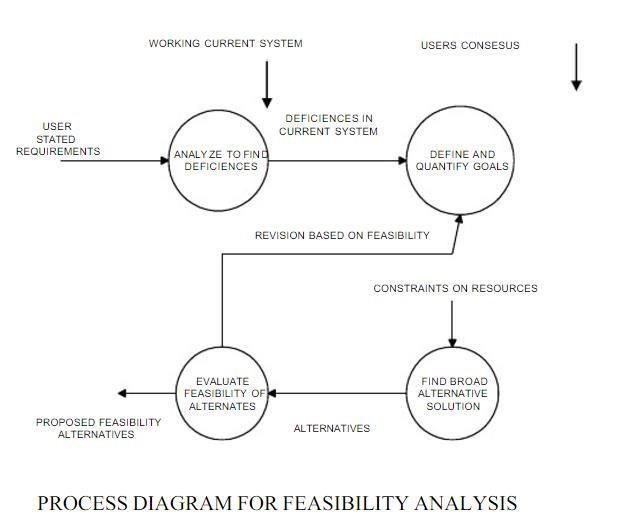 WORKING CURRENT SYSTEM
USERS CONSESUS
USER
STATED
REQUIREMENTS
DEFICIENCES IN
CURRENT SYSTEM
ANALYZE TO FIND
DEFICIENCES
DEFINE AND
QUANTIFY GOALS
REVISION BASED ON FEASIBILITY
CONSTRAINTS ON RESOURCES
EVALUATE
FEASIBILITY OF
ALTERNATES
FIND BROAD
ALTERNATIVE
SOLUTION
PROPOSED FEASIBILITY
ALTERNATIVES
ALTERNATIVES
PROCESS DIAGRAM FOR FEASIBILITY ANALYSIS